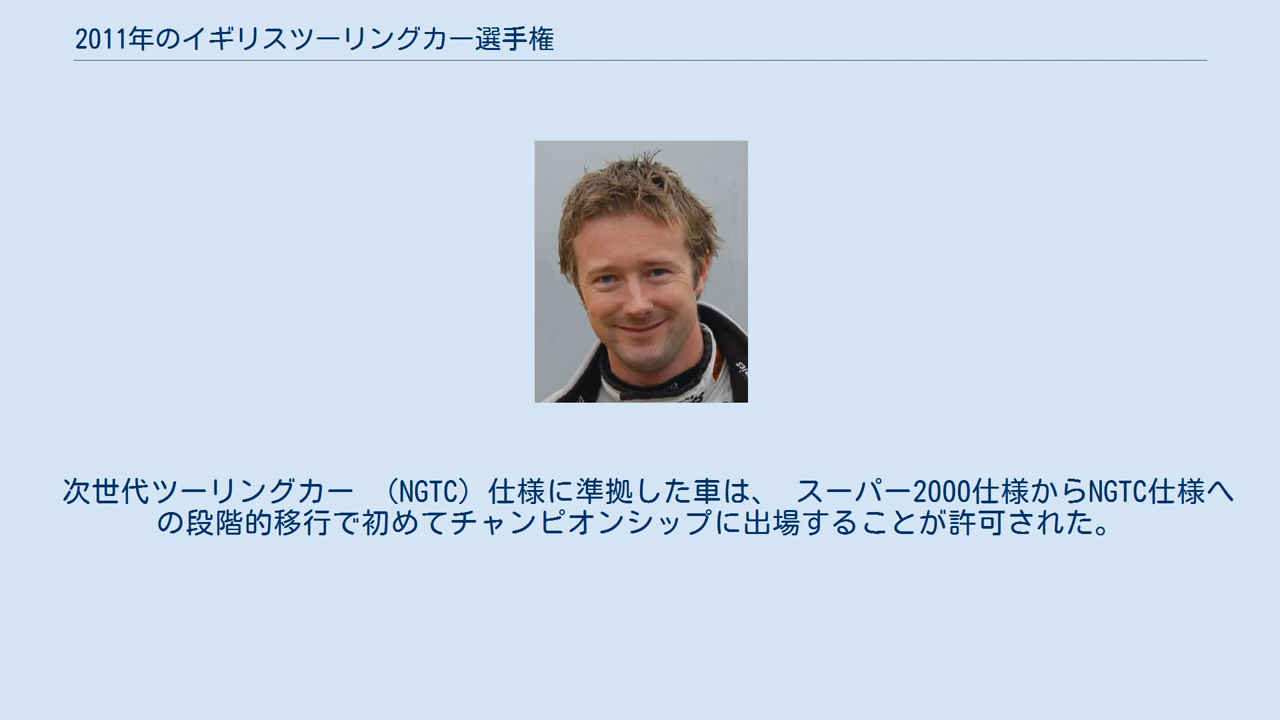 2011年のイギリスツーリングカー選手権
次世代ツーリングカー （NGTC）仕様に準拠した車は、 スーパー2000仕様からNGTC仕様へ
の段階的移行で初めてチャンピオンシップに出場することが許可された。